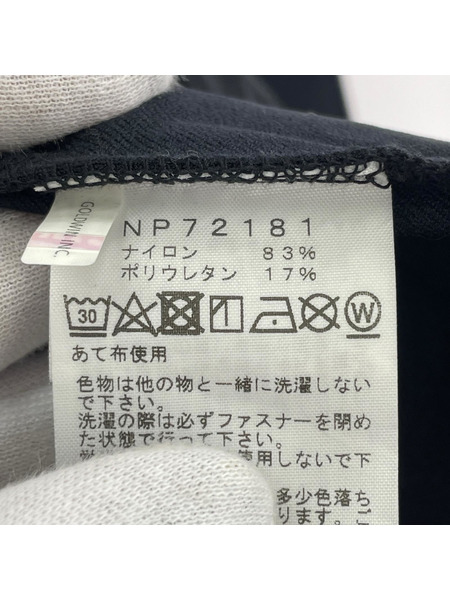 GOLDWIN INC.
NP72181
ナイロン 83%
ポリウレタン 17%
30
W
あて布使用
色物は他の物と一緒に洗濯しない
で下さい。
洗濯の際は必ずファスナーを閉め
た状態で行って下さい。
使用しないで下
多少色落ち
ります。ご